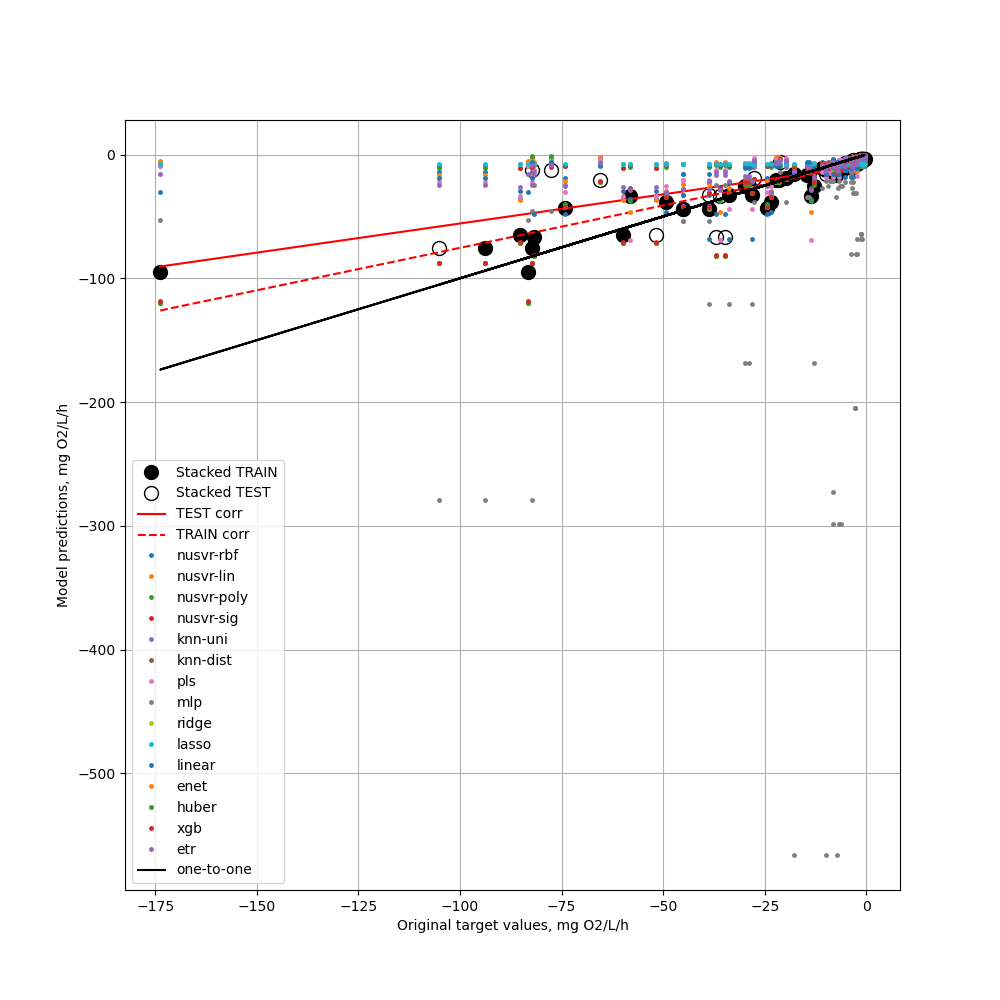 0
−100
−200
−300
−400
−500
Model predictions, mg O2/L/h
Stacked TRAIN
Stacked TEST
TEST corr
TRAIN corr
nusvr-rbf
nusvr-lin
nusvr-poly
nusvr-sig
knn-uni
knn-dist
pls
mlp
ridge
lasso
linear
enet
huber
xgb
etr
one-to-one
−175 −150 −125 −100 −75 −50 −25 0
Original target values, mg O2/L/h